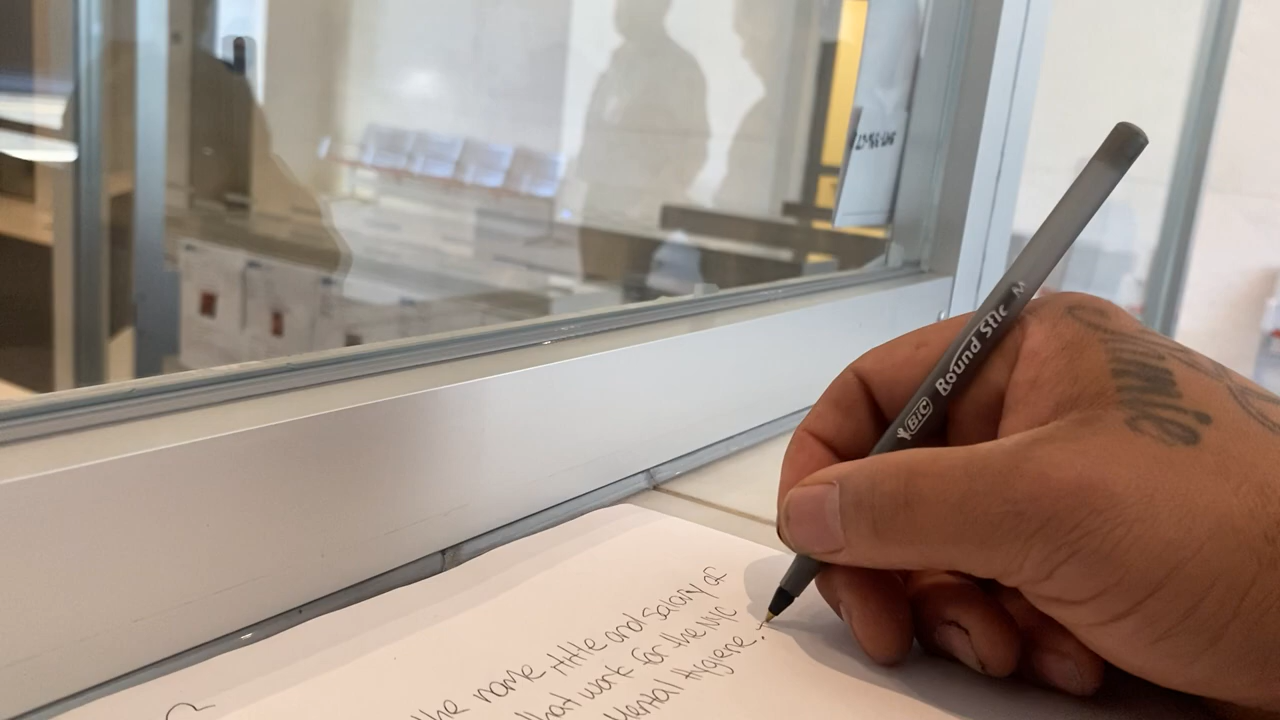 BIC Round Stic M
the name title and salary of
that work for the NYC
Mental Hygiene.